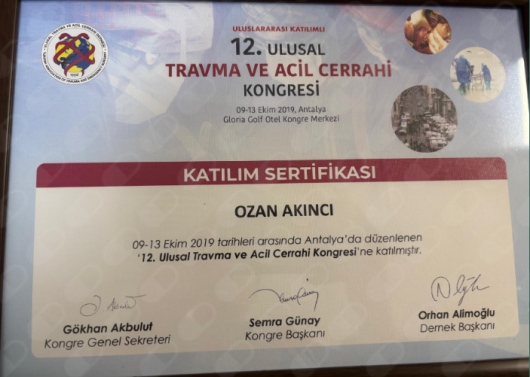 ULUSLARARASI KATILIMLI
12. ULUSAL
TRAVMA VE ACİL CERRAHİ
KONGRESİ
09-13 Ekim 2019, Antalya
Gloria Golf Otel Kongre Merkezi
KATILIM SERTİFİKASI
OZAN AKINCI
09-13 Ekim 2019 tarihleri arasında Antalya'da düzenlenen
'12. Ulusal Travma ve Acil Cerrahi Kongresi'ne katılmıştır.
Gökhan Akbulut
Kongre Genel Sekreteri
Semra Günay
Kongre Başkanı
Orhan Alimoğlu
Dernek Başkanı